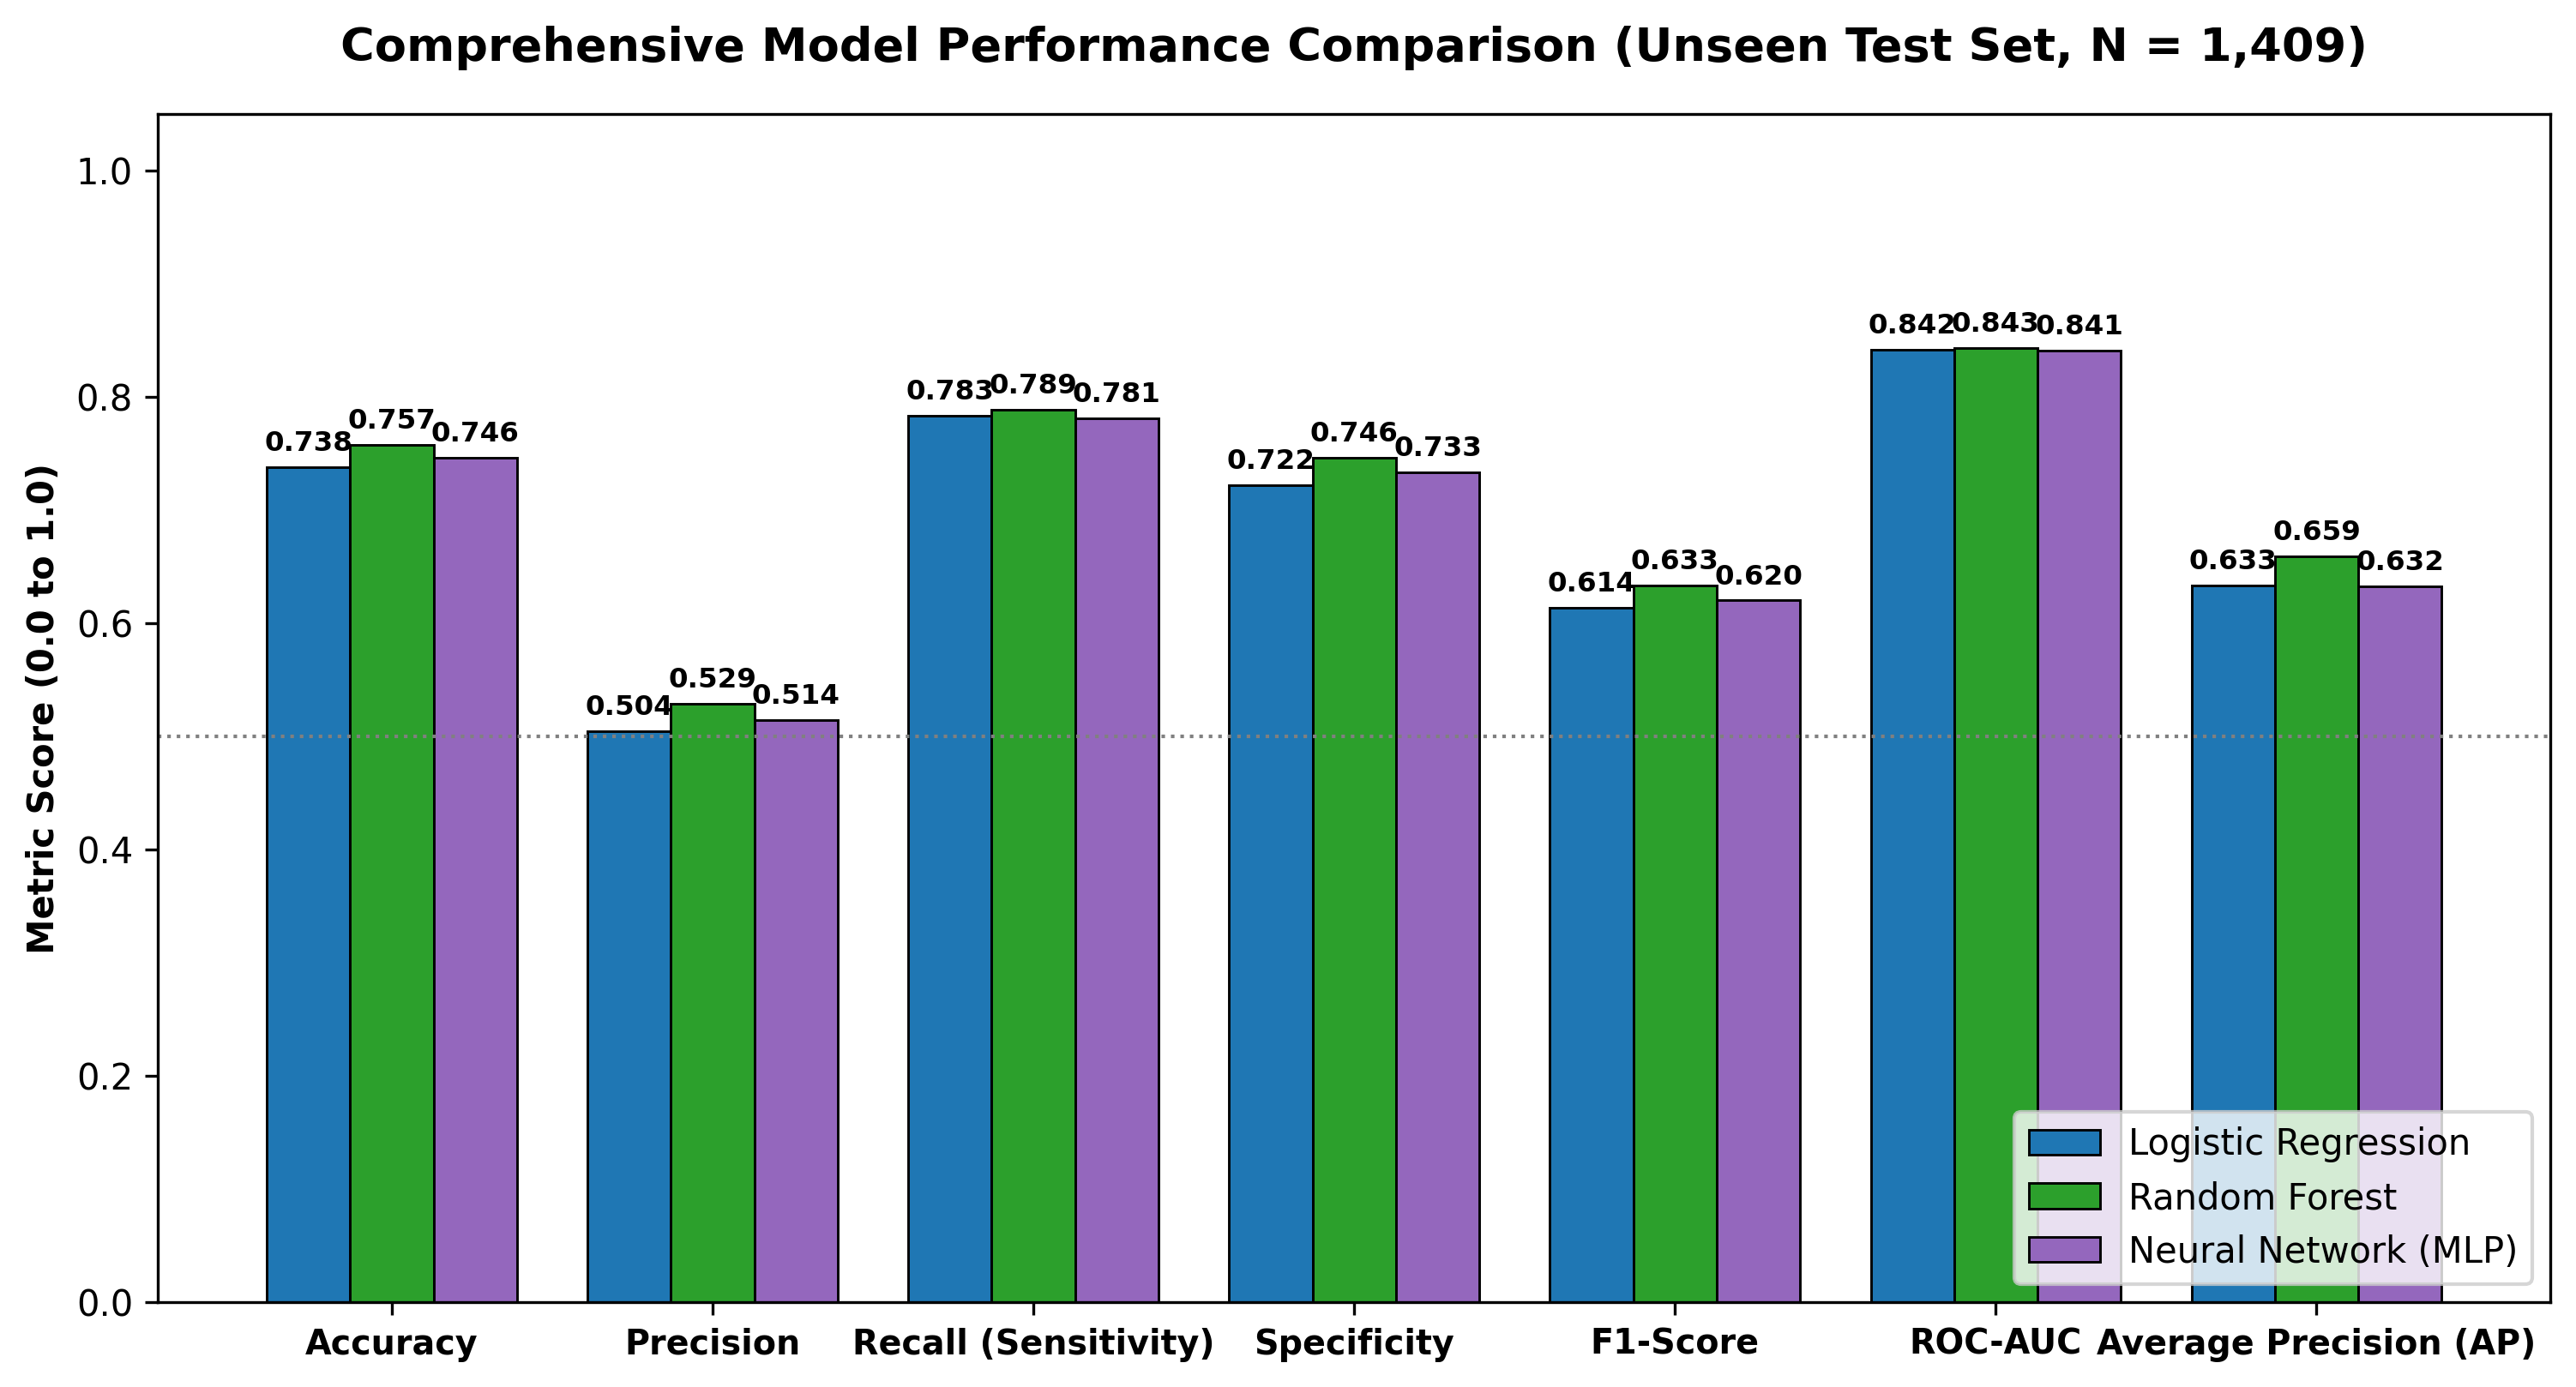 Comprehensive Model Performance Comparison (Unseen Test Set, N = 1,409)
Metric Score (0.0 to 1.0)
1.0
0.8
0.6
0.4
0.2
0.0
0.738 0.757 0.746
0.504 0.529 0.514
0.783 0.789 0.781
0.722 0.746 0.733
0.614 0.633 0.620
0.842 0.843 0.841
0.633 0.659 0.632
Accuracy Precision Recall (Sensitivity) Specificity F1-Score ROC-AUC Average Precision (AP)
Logistic Regression
Random Forest
Neural Network (MLP)